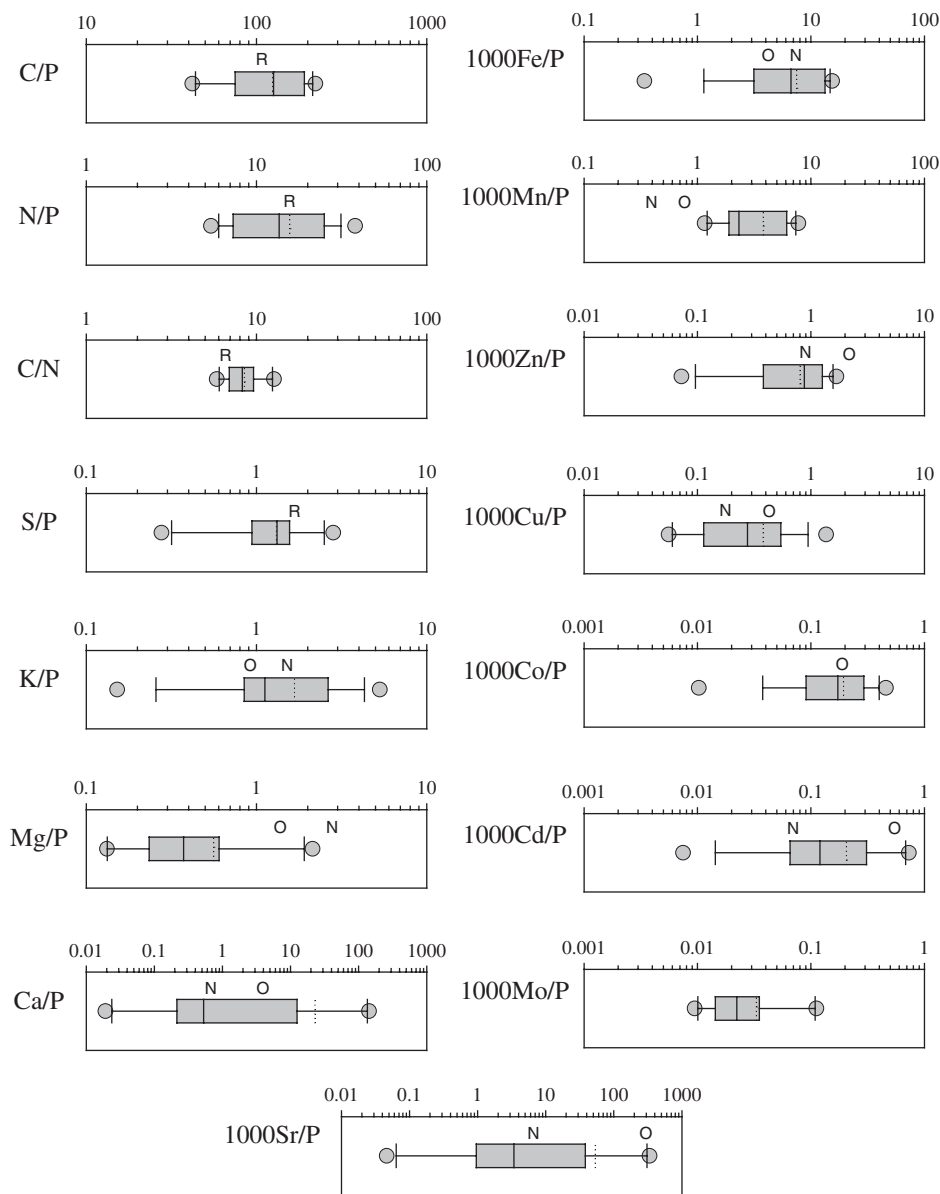 10 100 1000
C/P
R
1 10 100
N/P
R
1 10 100
C/N
R
0.1 1 10
S/P
R
0.1 1 10
K/P
O N
0.1 1 10
Mg/P
O N
0.01 0.1 1 10 100 1000
Ca/P
N O
0.1 1 10 100
1000Fe/P
O N
0.1 1 10 100
1000Mn/P
N O
0.01 0.1 1 10
1000Zn/P
N O
0.01 0.1 1 10
1000Cu/P
N O
0.001 0.01 0.1 1
1000Co/P
O
0.001 0.01 0.1 1
1000Cd/P
N O
0.001 0.01 0.1 1
1000Mo/P
0.01 0.1 1 10 100 1000
1000Sr/P
N O